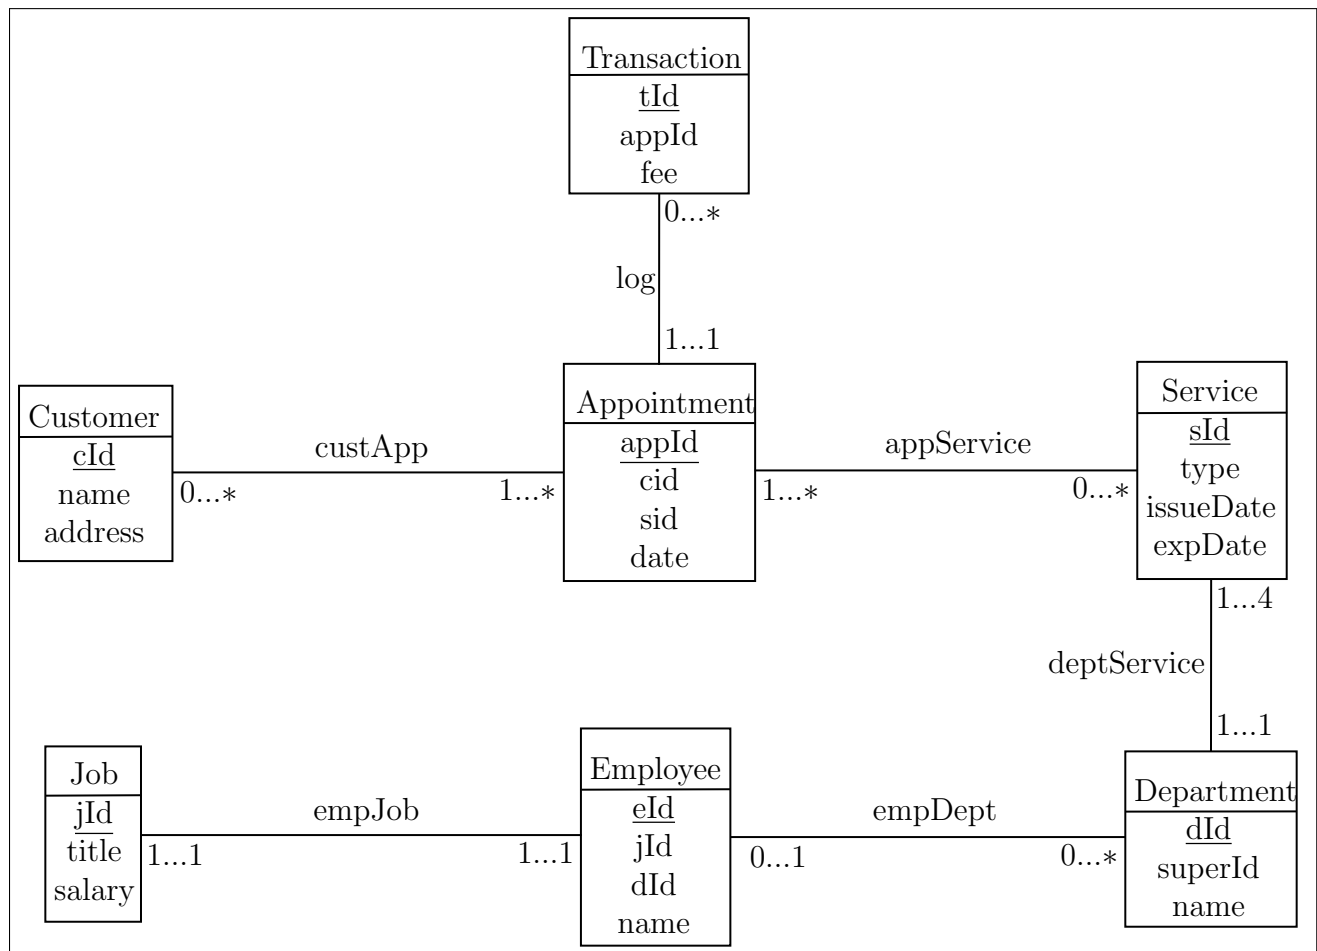 Transaction
tId
appId
fee
0...∗
log
1...1
Customer
cId
name
address
custApp
0...∗
1...∗
Appointment
appId
cid
sid
date
appService
1...∗
0...∗
Service
sId
type
issueDate
expDate
1...4
deptService
1...1
Job
jId
title
salary
empJob
1...1
1...1
Employee
eId
jId
dId
name
empDept
0...1
0...∗
Department
dId
superId
name